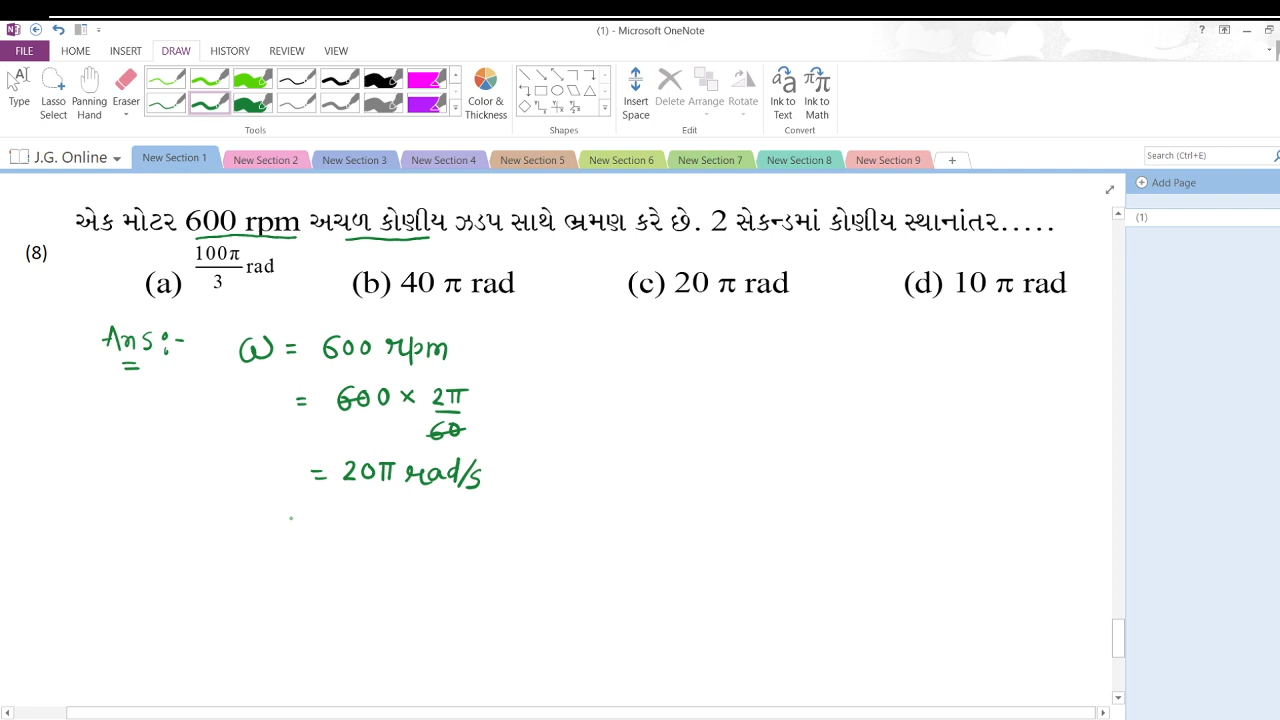 (1) - Microsoft OneNote
FILE HOME INSERT DRAW HISTORY REVIEW VIEW
Type Lasso Select Panning Hand Eraser Color & Thickness Insert Space Delete Arrange Rotate Ink to Text Ink to Math
Tools Shapes Edit Convert
J.G. Online New Section 1 New Section 2 New Section 3 New Section 4 New Section 5 New Section 6 New Section 7 New Section 8 New Section 9 Search (Ctrl+E)
Add Page
(1)
એક મોટર 600 rpm અચળ કોણીય ઝડપ સાથે ભ્રમણ કરે છે. 2 સેકન્ડમાં કોણીય સ્થાનાંતર.....
(8)
(a) 100π/3 rad (b) 40 π rad (c) 20 π rad (d) 10 π rad
Ans:- ω = 600 rpm
= 600 × 2π/60
= 20π rad/s